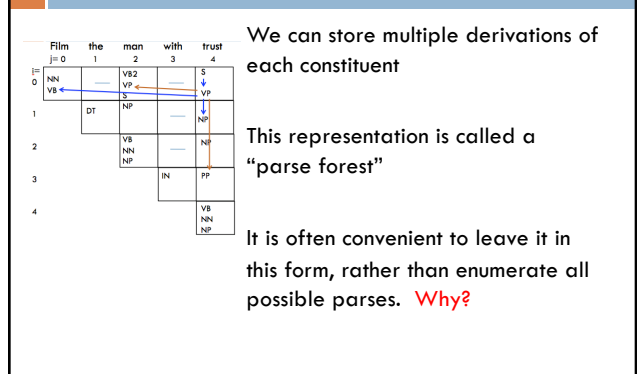 Film the man with trust
j= 0 1 2 3 4
i=
0 NN VB VB2 VP S S VP
1 DT NP NP
2 VB NN NP NP
3 IN PP
4 VB NN NP
We can store multiple derivations of
each constituent
This representation is called a
“parse forest”
It is often convenient to leave it in
this form, rather than enumerate all
possible parses. Why?